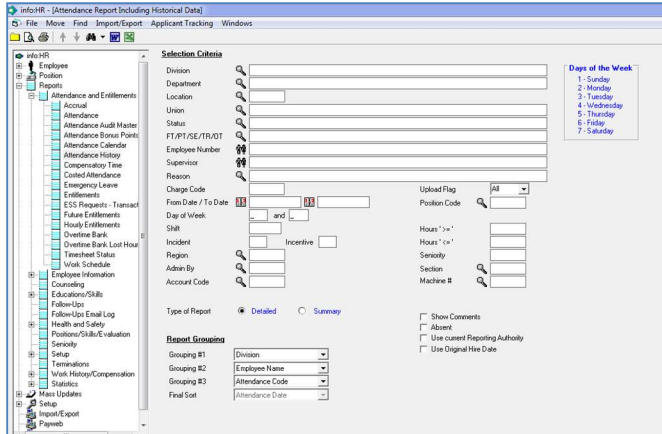 info:HR - [Attendance Report Including Historical Data]
File Move Find Import/Export Applicant Tracking Windows
info:HR
Employee
Position
Reports
Attendance and Entitlements
Accrual
Attendance
Attendance Audit Master
Attendance Bonus Points
Attendance Calendar
Attendance History
Compensatory Time
Costed Attendance
Emergency Leave
Entitlements
ESS Requests - Transact
Future Entitlements
Hourly Entitlements
Overtime Bank
Overtime Bank Lost Hour
Timesheet Status
Work Schedule
Employee Information
Counseling
Educations/Skills
Follow-Ups
Follow-Ups Email Log
Health and Safety
Positions/Skills/Evaluation
Seniority
Setup
Terminations
Work History/Compensation
Statistics
Mass Updates
Setup
Import/Export
Payweb
Selection Criteria
Division
Department
Location
Union
Status
FT/PT/SE/TR/OT
Employee Number
Supervisor
Reason
Charge Code Upload Flag All
From Date / To Date Position Code
Day of Week _ and _
Shift Hours '>='
Incident Incentive Hours '<='
Region Seniority
Admin By Section
Account Code Machine #
Type of Report Detailed Summary
Show Comments
Absent
Use current Reporting Authority
Use Original Hire Date
Report Grouping
Grouping #1 Division
Grouping #2 Employee Name
Grouping #3 Attendance Code
Final Sort Attendance Date
Days of the Week
1 - Sunday
2 - Monday
3 - Tuesday
4 - Wednesday
5 - Thursday
6 - Friday
7 - Saturday